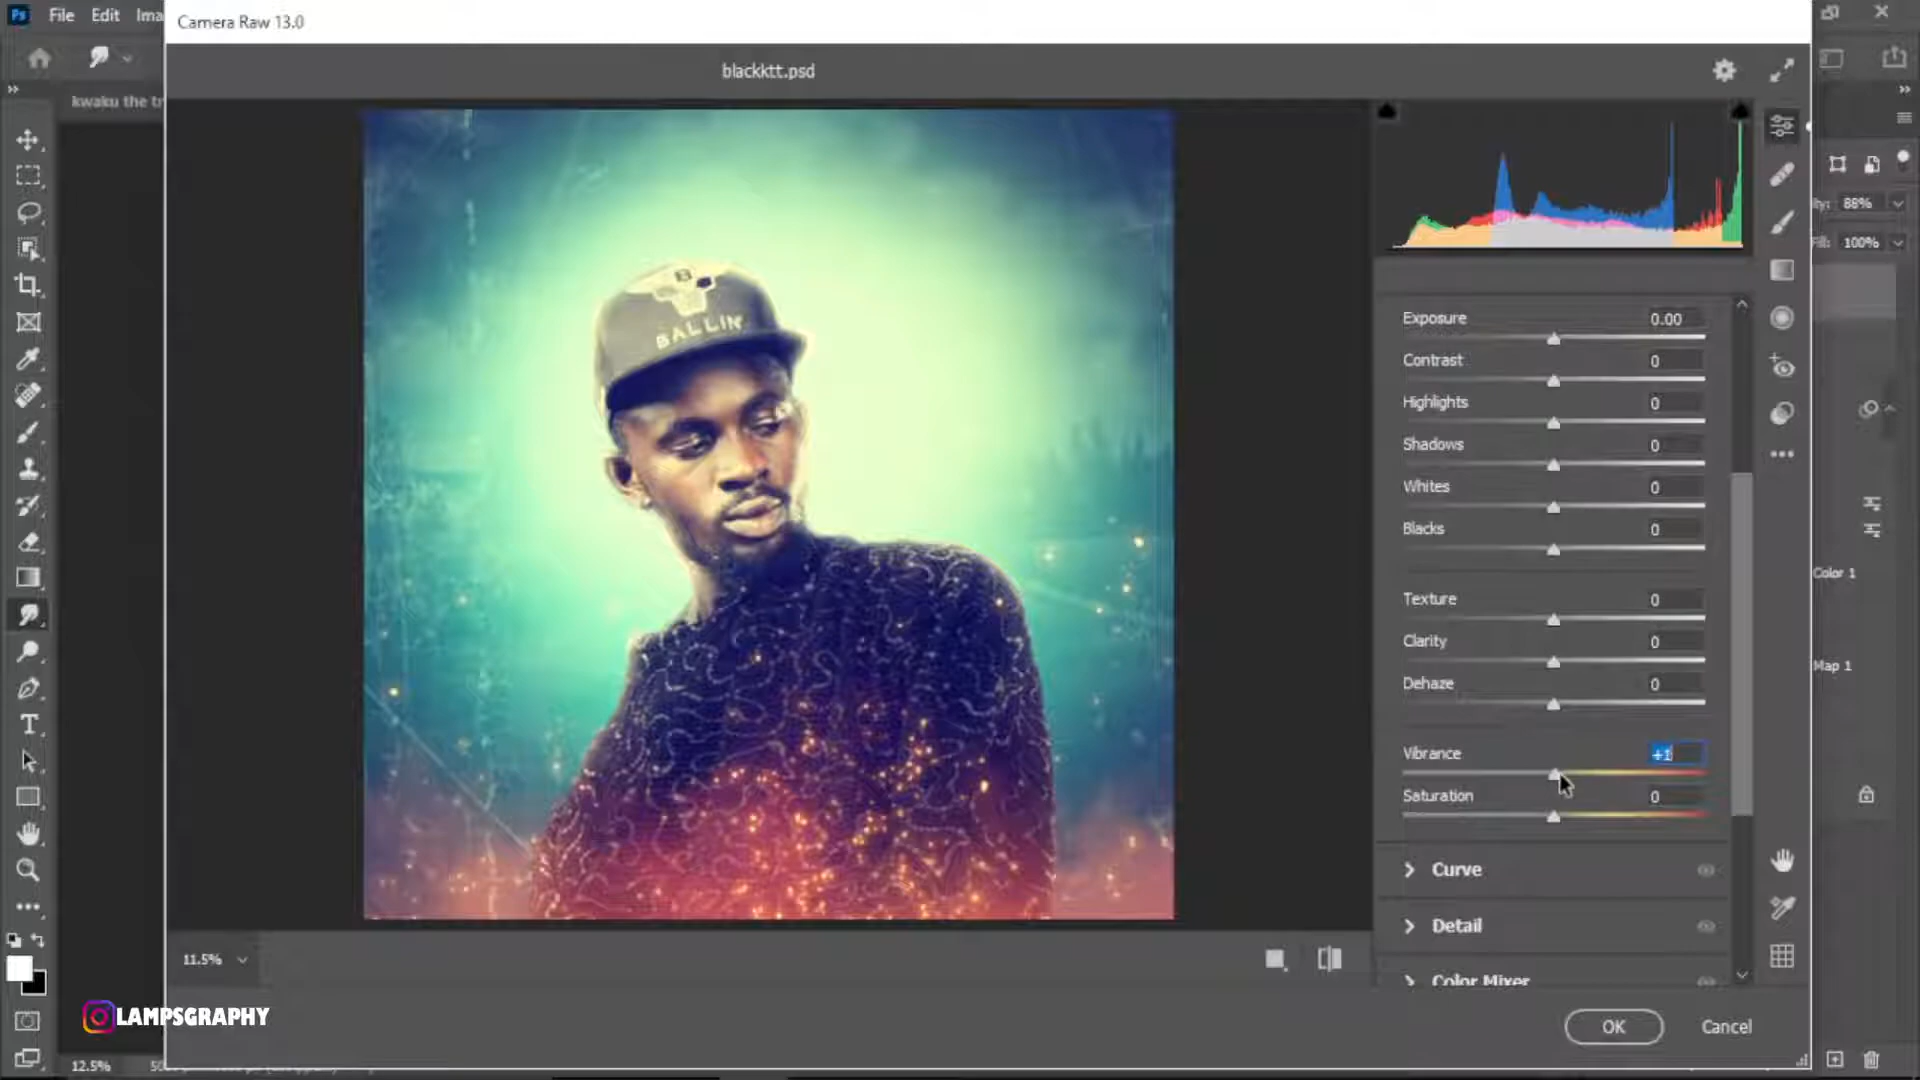 Camera Raw 13.0
Ps File Edit Ima
blackktt.psd
kwaku the tr
B
BALLIN
Exposure 0.00
Contrast 0
Highlights 0
Shadows 0
Whites 0
Blacks 0
Texture 0
Clarity 0
Dehaze 0
Vibrance +1
Saturation 0
Curve
Detail
Color Mixer
88%
Fill: 100%
Color 1
Map 1
T
11.5%
LAMPSGRAPHY
OK Cancel
12.5%